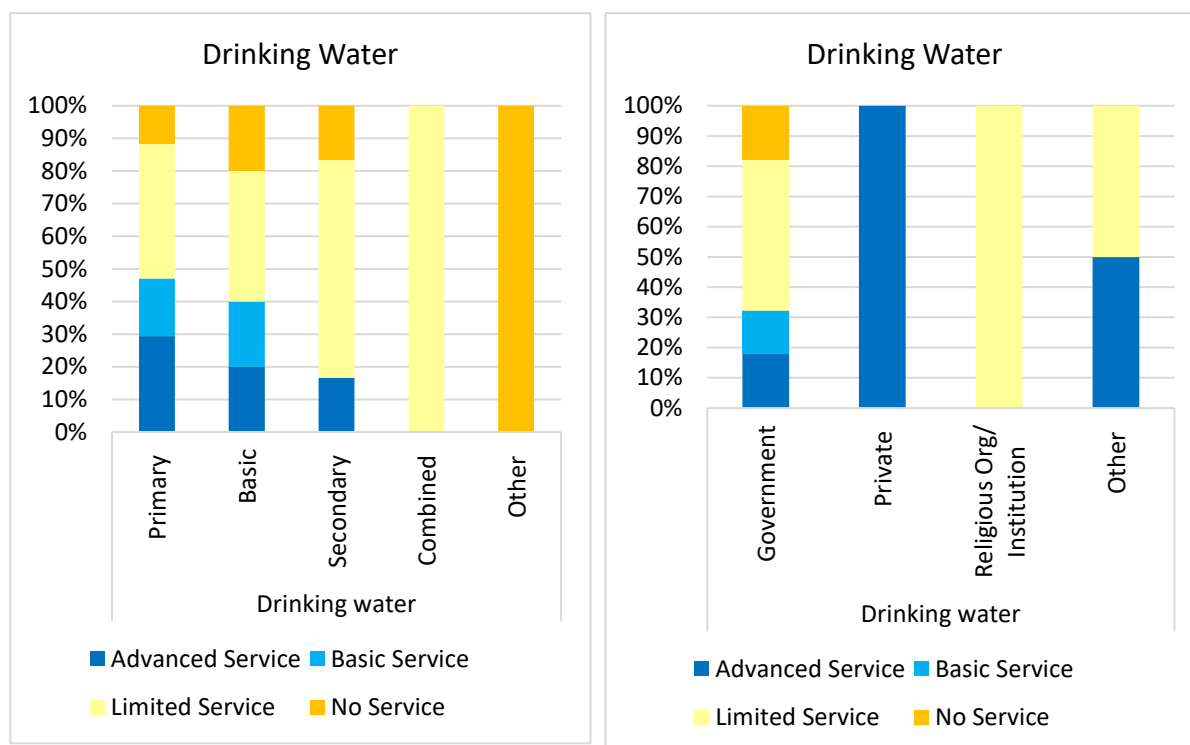 Drinking Water
100%
90%
80%
70%
60%
50%
40%
30%
20%
10%
0%
Primary
Basic
Secondary
Combined
Other
Drinking water
Advanced Service
Basic Service
Limited Service
No Service
Drinking Water
100%
90%
80%
70%
60%
50%
40%
30%
20%
10%
0%
Government
Private
Religious Org/
Institution
Other
Drinking water
Advanced Service
Basic Service
Limited Service
No Service